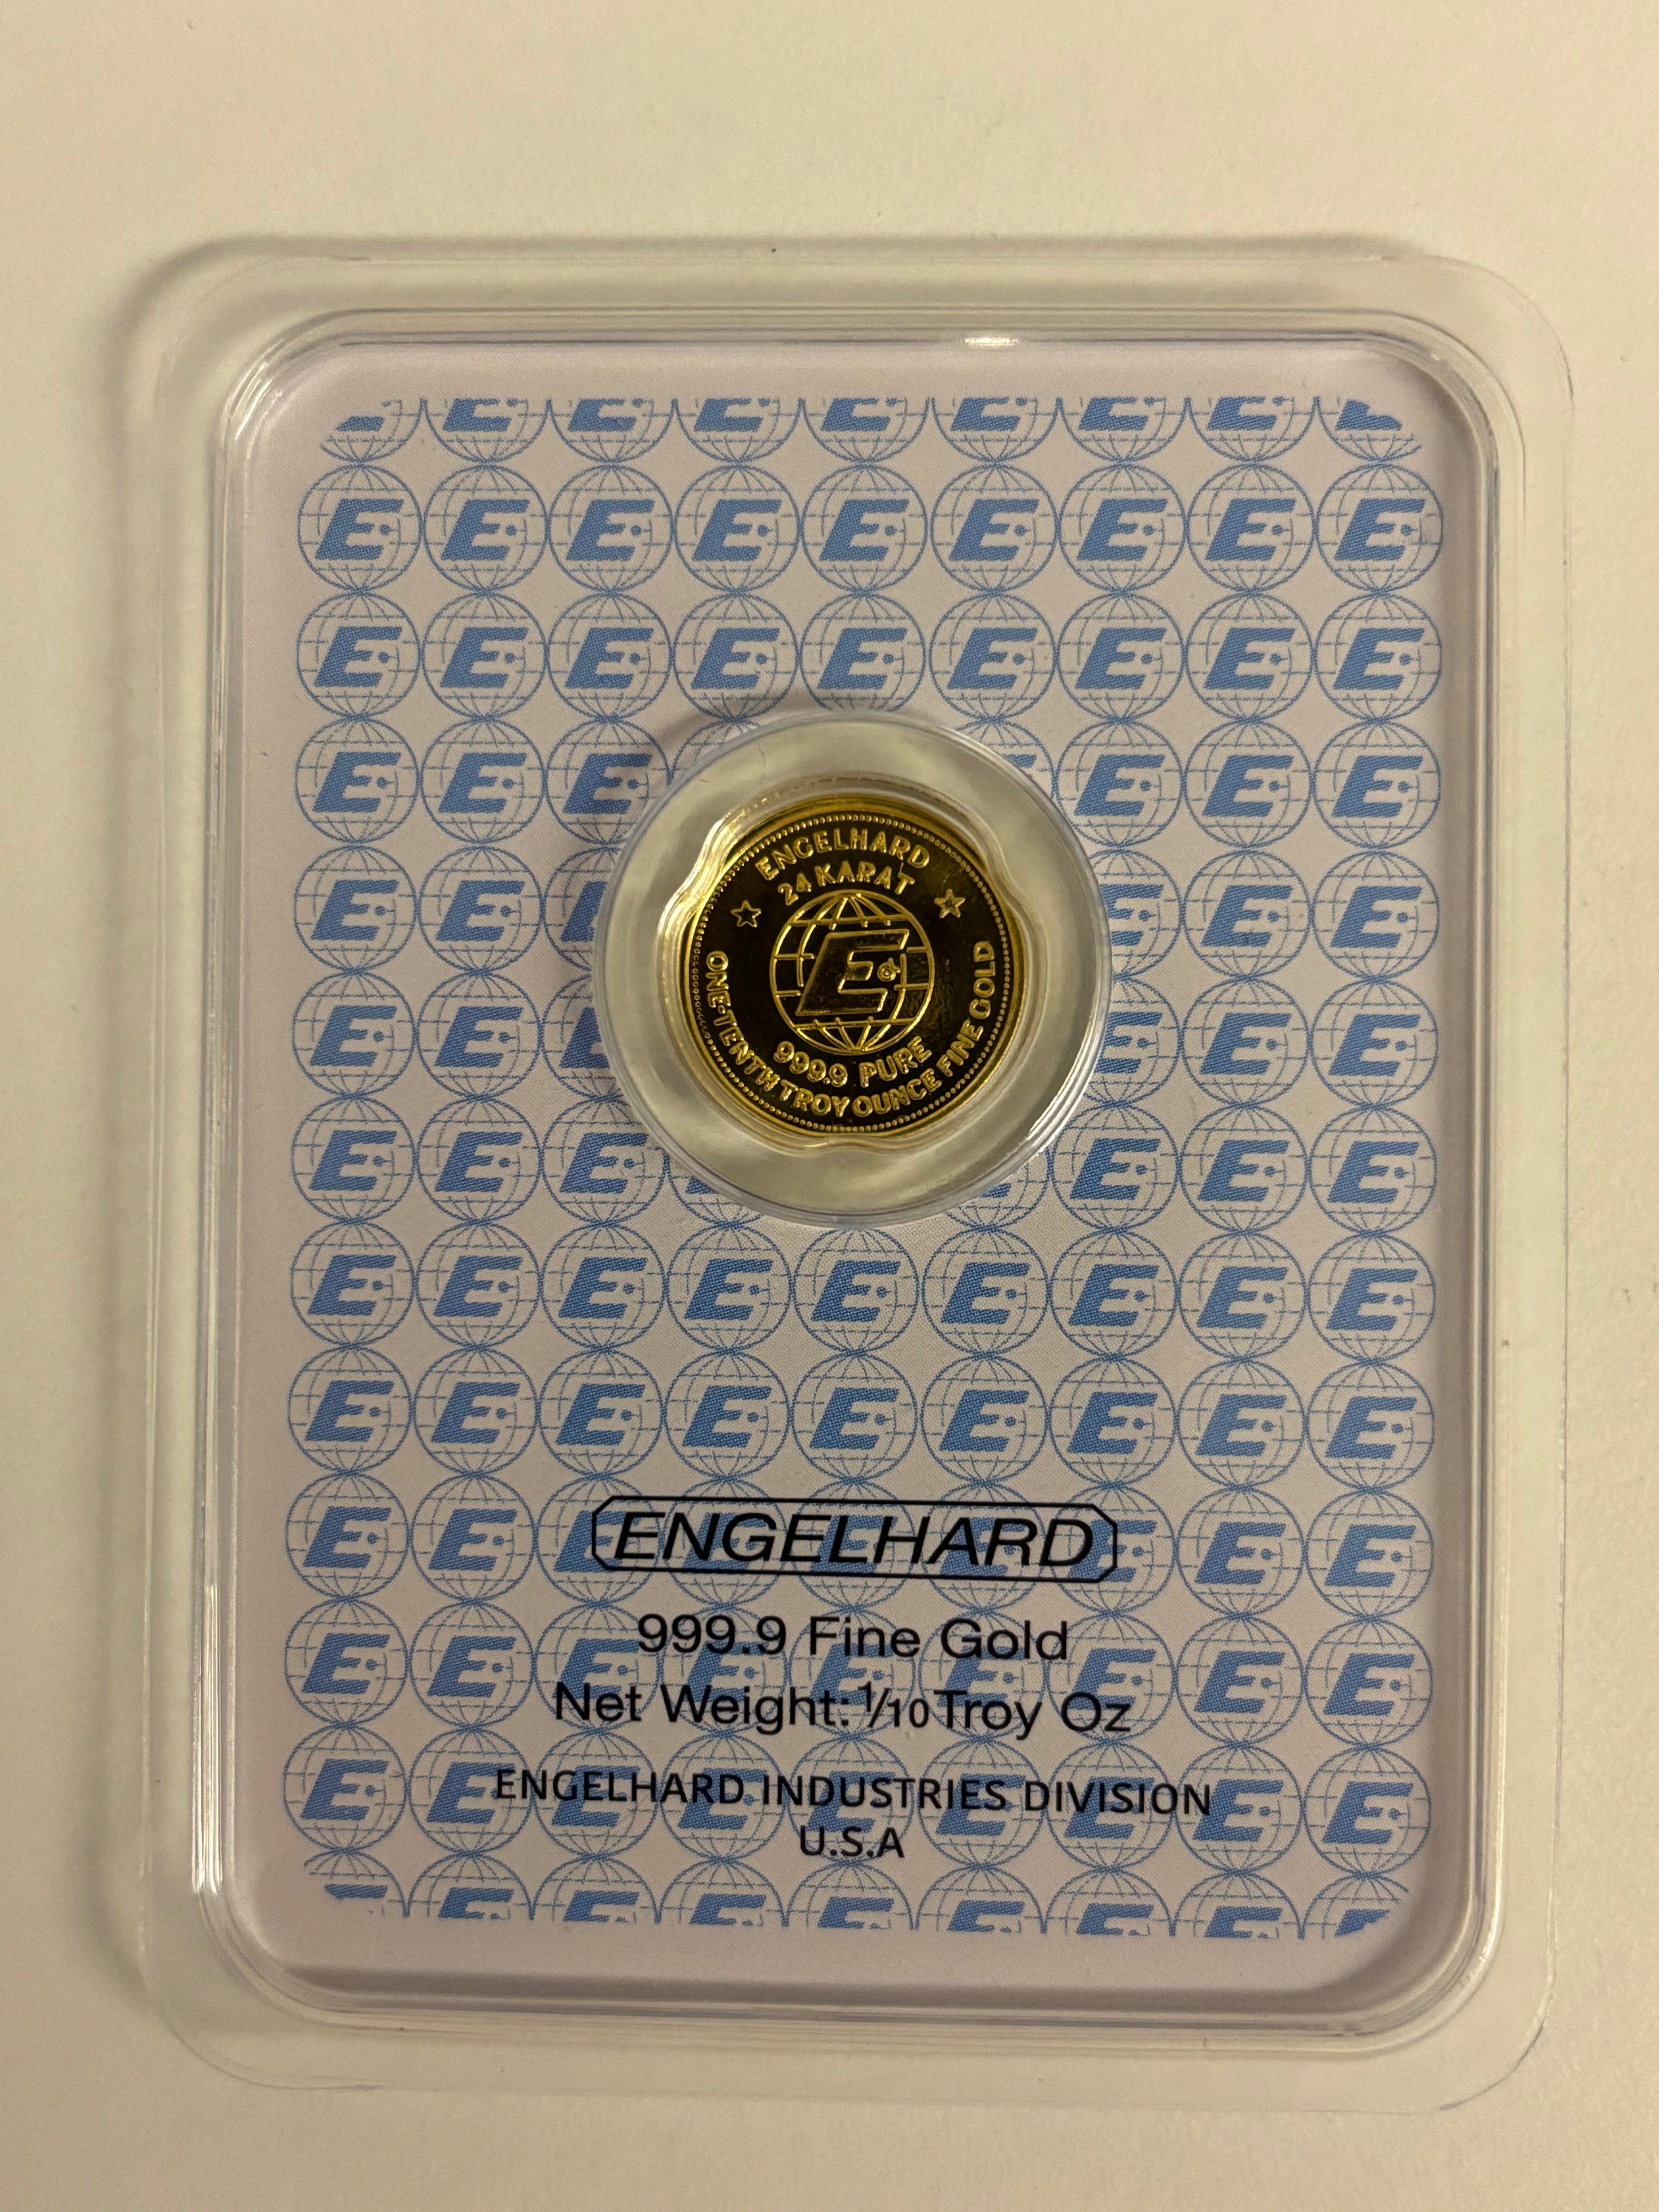 ENGELHARD
24 KARAT
E
999.9 PURE
ONE-TENTH TROY OUNCE FINE GOLD
ENGELHARD
999.9 Fine Gold
Net Weight: 1/10 Troy Oz
ENGELHARD INDUSTRIES DIVISION
U.S.A